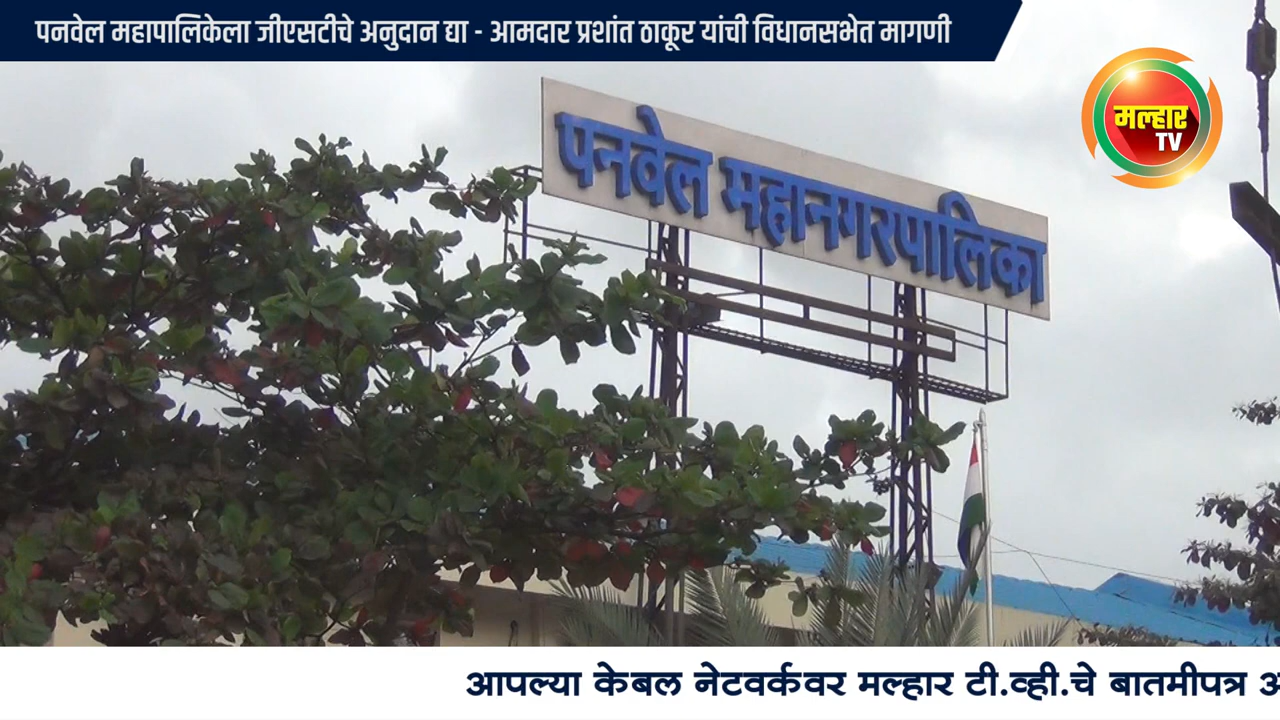 पनवेल महापालिकेला जीएसटीचे अनुदान द्या - आमदार प्रशांत ठाकूर यांची विधानसभेत मागणी
मल्हार
TV
पनवेल महानगरपालिका
आपल्या केबल नेटवर्कवर मल्हार टी.व्ही.चे बातमीपत्र